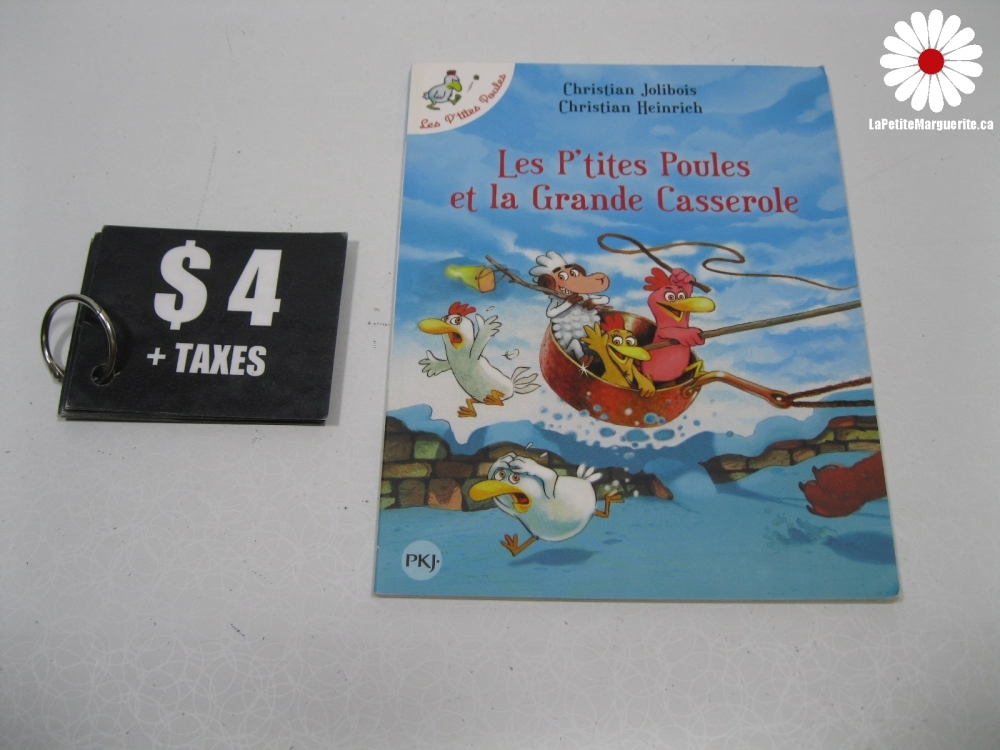 LaPetiteMarguerite.ca
Les P'tites Poules
Christian Jolibois
Christian Heinrich
Les P'tites Poules
et la Grande Casserole
$ 4
+ TAXES
PKJ·